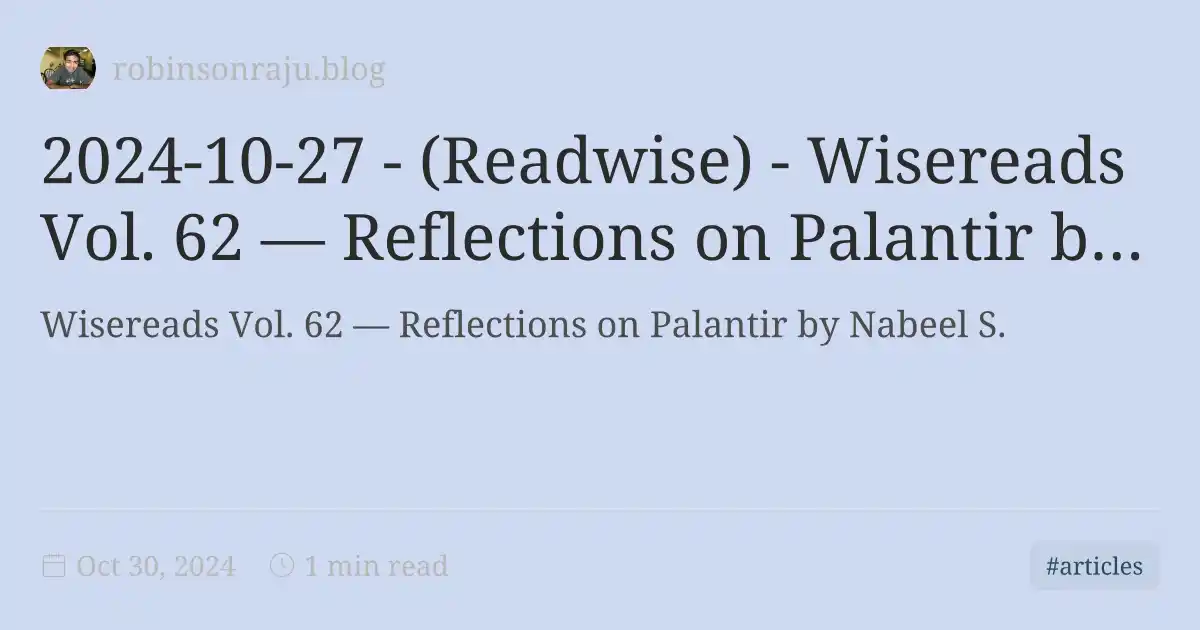 robinsonraju.blog
2024-10-27 - (Readwise) - Wisereads
Vol. 62 — Reflections on Palantir b...
Wisereads Vol. 62 — Reflections on Palantir by Nabeel S.
Oct 30, 2024 1 min read #articles